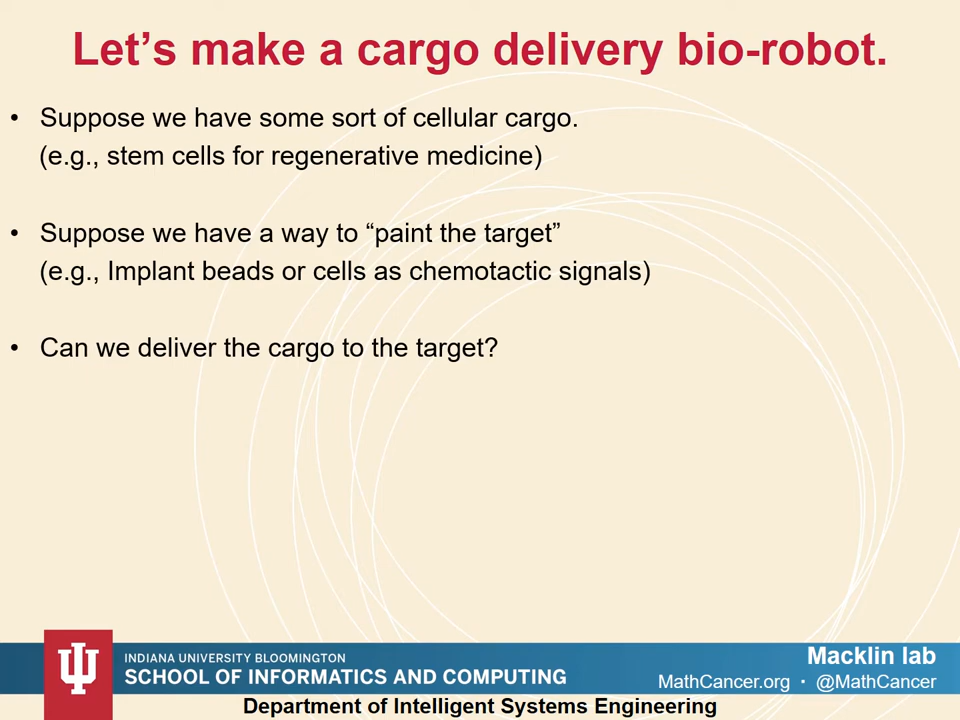 Let’s make a cargo delivery bio-robot.
• Suppose we have some sort of cellular cargo.
(e.g., stem cells for regenerative medicine)
• Suppose we have a way to “paint the target”
(e.g., Implant beads or cells as chemotactic signals)
• Can we deliver the cargo to the target?
INDIANA UNIVERSITY BLOOMINGTON
SCHOOL OF INFORMATICS AND COMPUTING
Macklin lab
MathCancer.org · @MathCancer
Department of Intelligent Systems Engineering